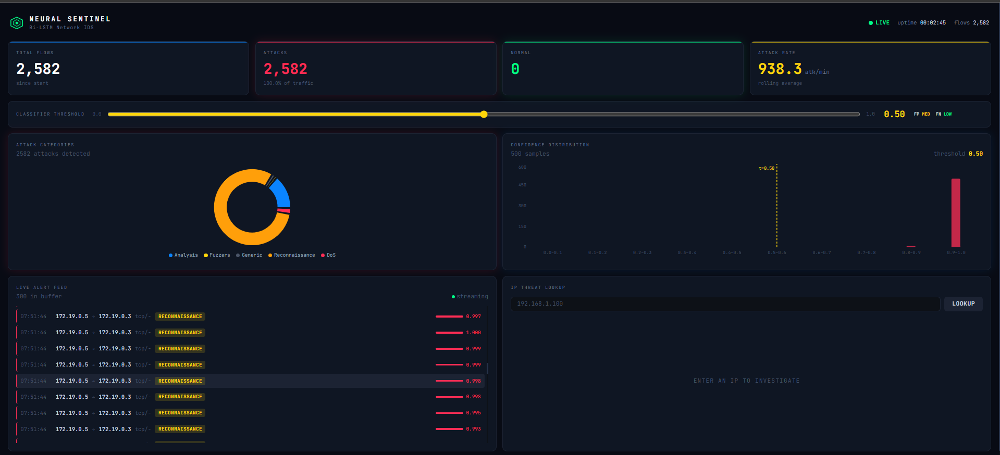 NEURAL SENTINEL
Bi-LSTM Network IDS
LIVE uptime 00:02:45 flows 2,582
TOTAL FLOWS
2,582
since start
ATTACKS
2,582
100.0% of traffic
NORMAL
0
ATTACK RATE
938.3 atk/min
rolling average
CLASSIFIER THRESHOLD 0.0 1.0 0.50 FP MED FN LOW
ATTACK CATEGORIES
2582 attacks detected
Analysis Fuzzers Generic Reconnaissance DoS
CONFIDENCE DISTRIBUTION
500 samples threshold 0.50
τ=0.50
600
450
300
150
0
0.0–0.1 0.1–0.2 0.2–0.3 0.3–0.4 0.4–0.5 0.5–0.6 0.6–0.7 0.7–0.8 0.8–0.9 0.9–1.0
LIVE ALERT FEED
300 in buffer streaming
07:51:44 172.19.0.5 → 172.19.0.3 tcp/- RECONNAISSANCE 0.997
07:51:44 172.19.0.5 → 172.19.0.3 tcp/- RECONNAISSANCE 1.000
07:51:44 172.19.0.5 → 172.19.0.3 tcp/- RECONNAISSANCE 0.999
07:51:44 172.19.0.5 → 172.19.0.3 tcp/- RECONNAISSANCE 0.999
07:51:44 172.19.0.5 → 172.19.0.3 tcp/- RECONNAISSANCE 0.998
07:51:44 172.19.0.5 → 172.19.0.3 tcp/- RECONNAISSANCE 0.998
07:51:44 172.19.0.5 → 172.19.0.3 tcp/- RECONNAISSANCE 0.995
07:51:44 172.19.0.5 → 172.19.0.3 tcp/- RECONNAISSANCE 0.993
IP THREAT LOOKUP
192.168.1.100 LOOKUP
ENTER AN IP TO INVESTIGATE